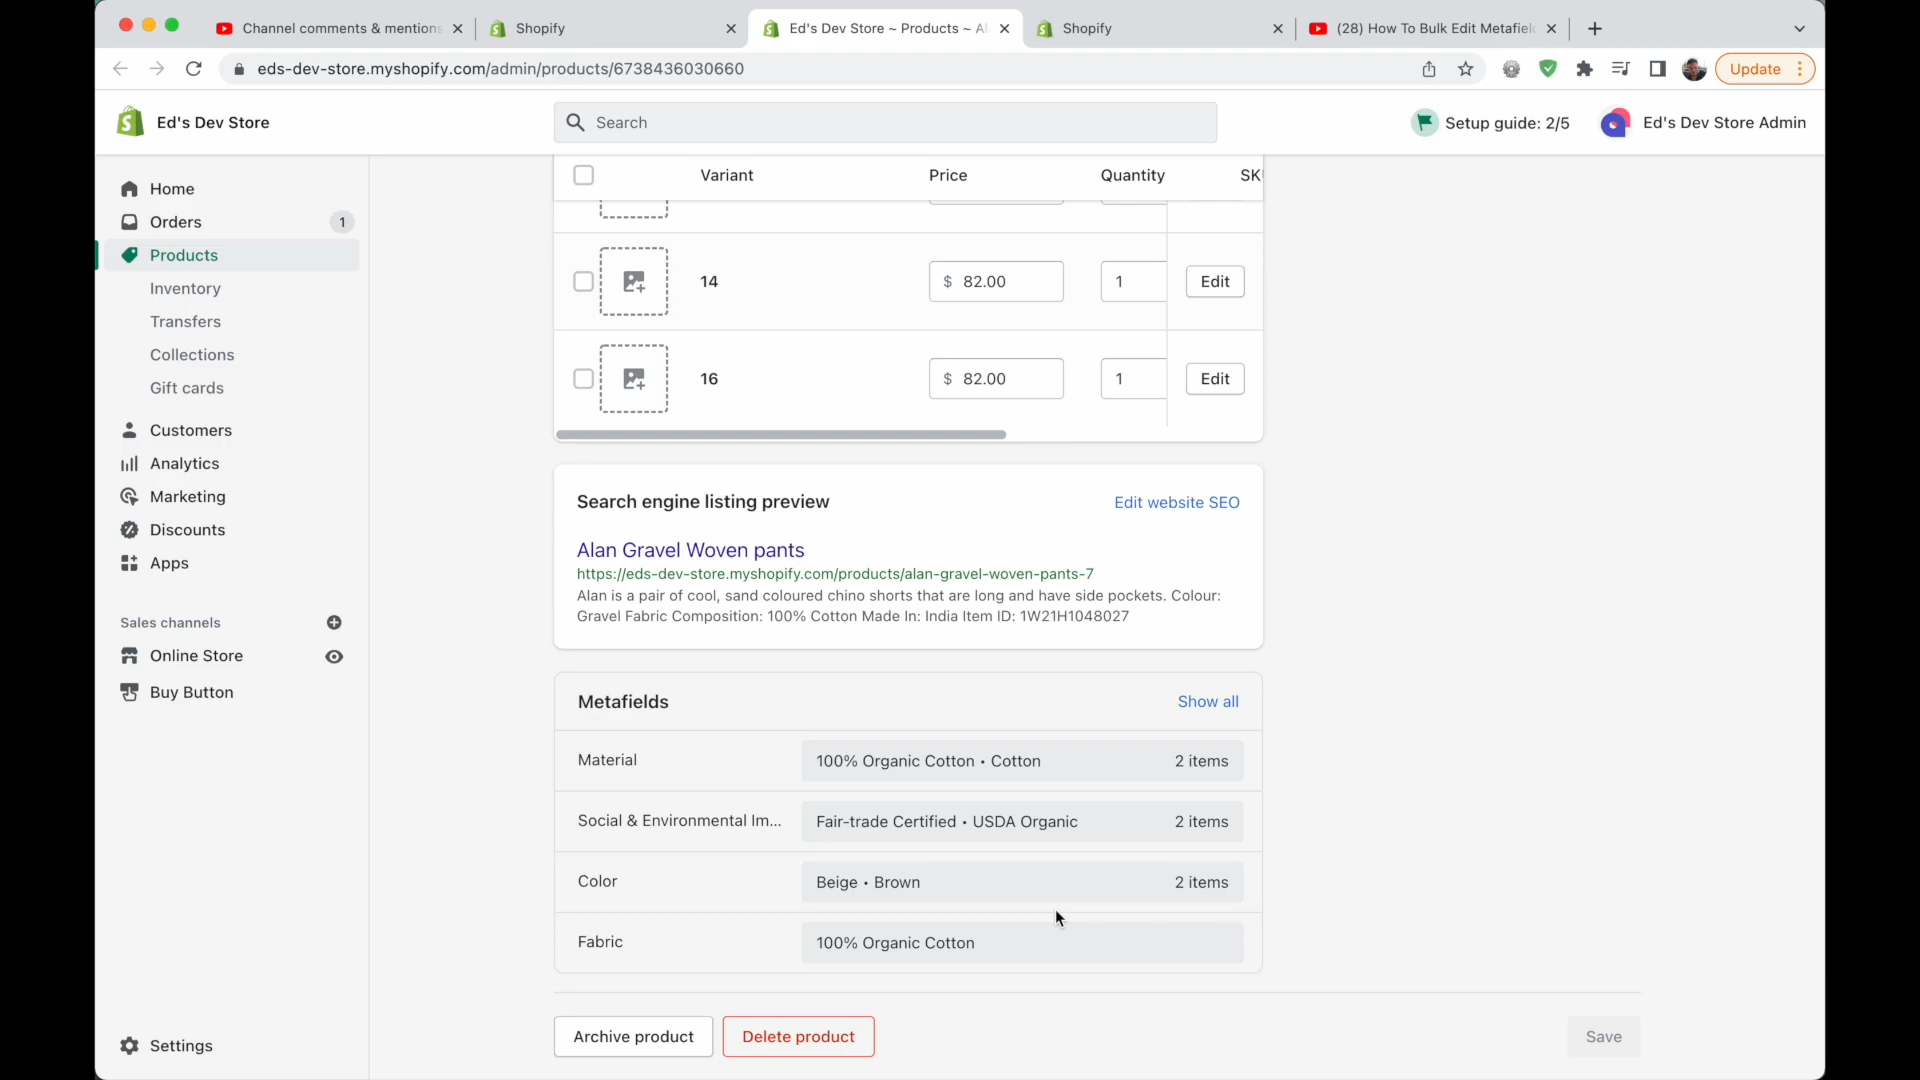 Channel comments & mentions
Shopify
Ed's Dev Store ~ Products ~ Al
Shopify
(28) How To Bulk Edit Metafiel
eds-dev-store.myshopify.com/admin/products/6738436030660
Update
Ed's Dev Store
Search
Setup guide: 2/5
Ed's Dev Store Admin
Home
Orders
1
Products
Inventory
Transfers
Collections
Gift cards
Customers
Analytics
Marketing
Discounts
Apps
Sales channels
Online Store
Buy Button
Settings
Variant Price Quantity SKU
14 $ 82.00 1 Edit
16 $ 82.00 1 Edit
Search engine listing preview
Edit website SEO
Alan Gravel Woven pants
https://eds-dev-store.myshopify.com/products/alan-gravel-woven-pants-7
Alan is a pair of cool, sand coloured chino shorts that are long and have side pockets. Colour:
Gravel Fabric Composition: 100% Cotton Made In: India Item ID: 1W21H1048027
Metafields
Show all
Material 100% Organic Cotton • Cotton 2 items
Social & Environmental Im... Fair-trade Certified • USDA Organic 2 items
Color Beige • Brown 2 items
Fabric 100% Organic Cotton
Archive product
Delete product
Save